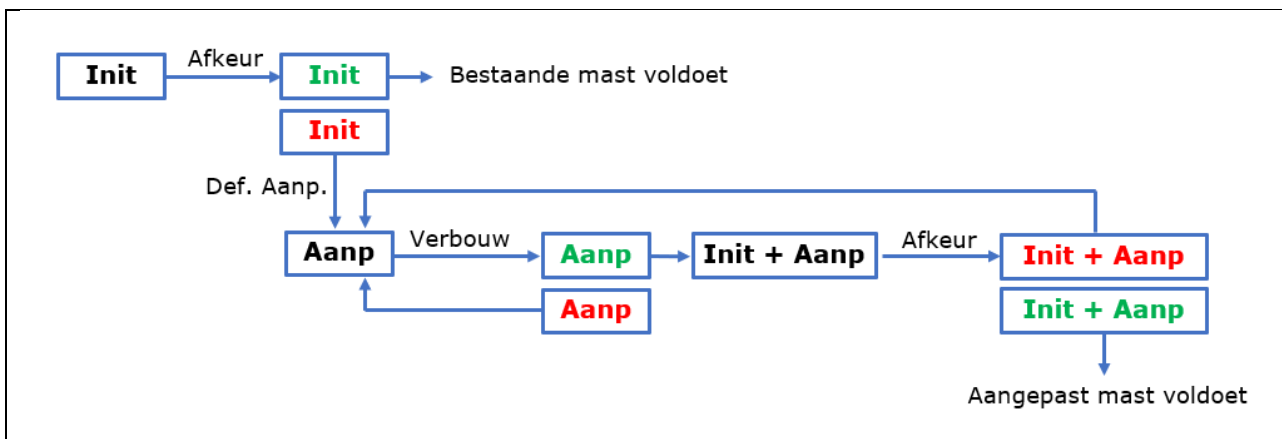 Init
Afkeur
Init
Bestaande mast voldoet
Init
Def. Aanp.
Aanp
Verbouw
Aanp
Init + Aanp
Afkeur
Init + Aanp
Aanp
Init + Aanp
Aangepast mast voldoet